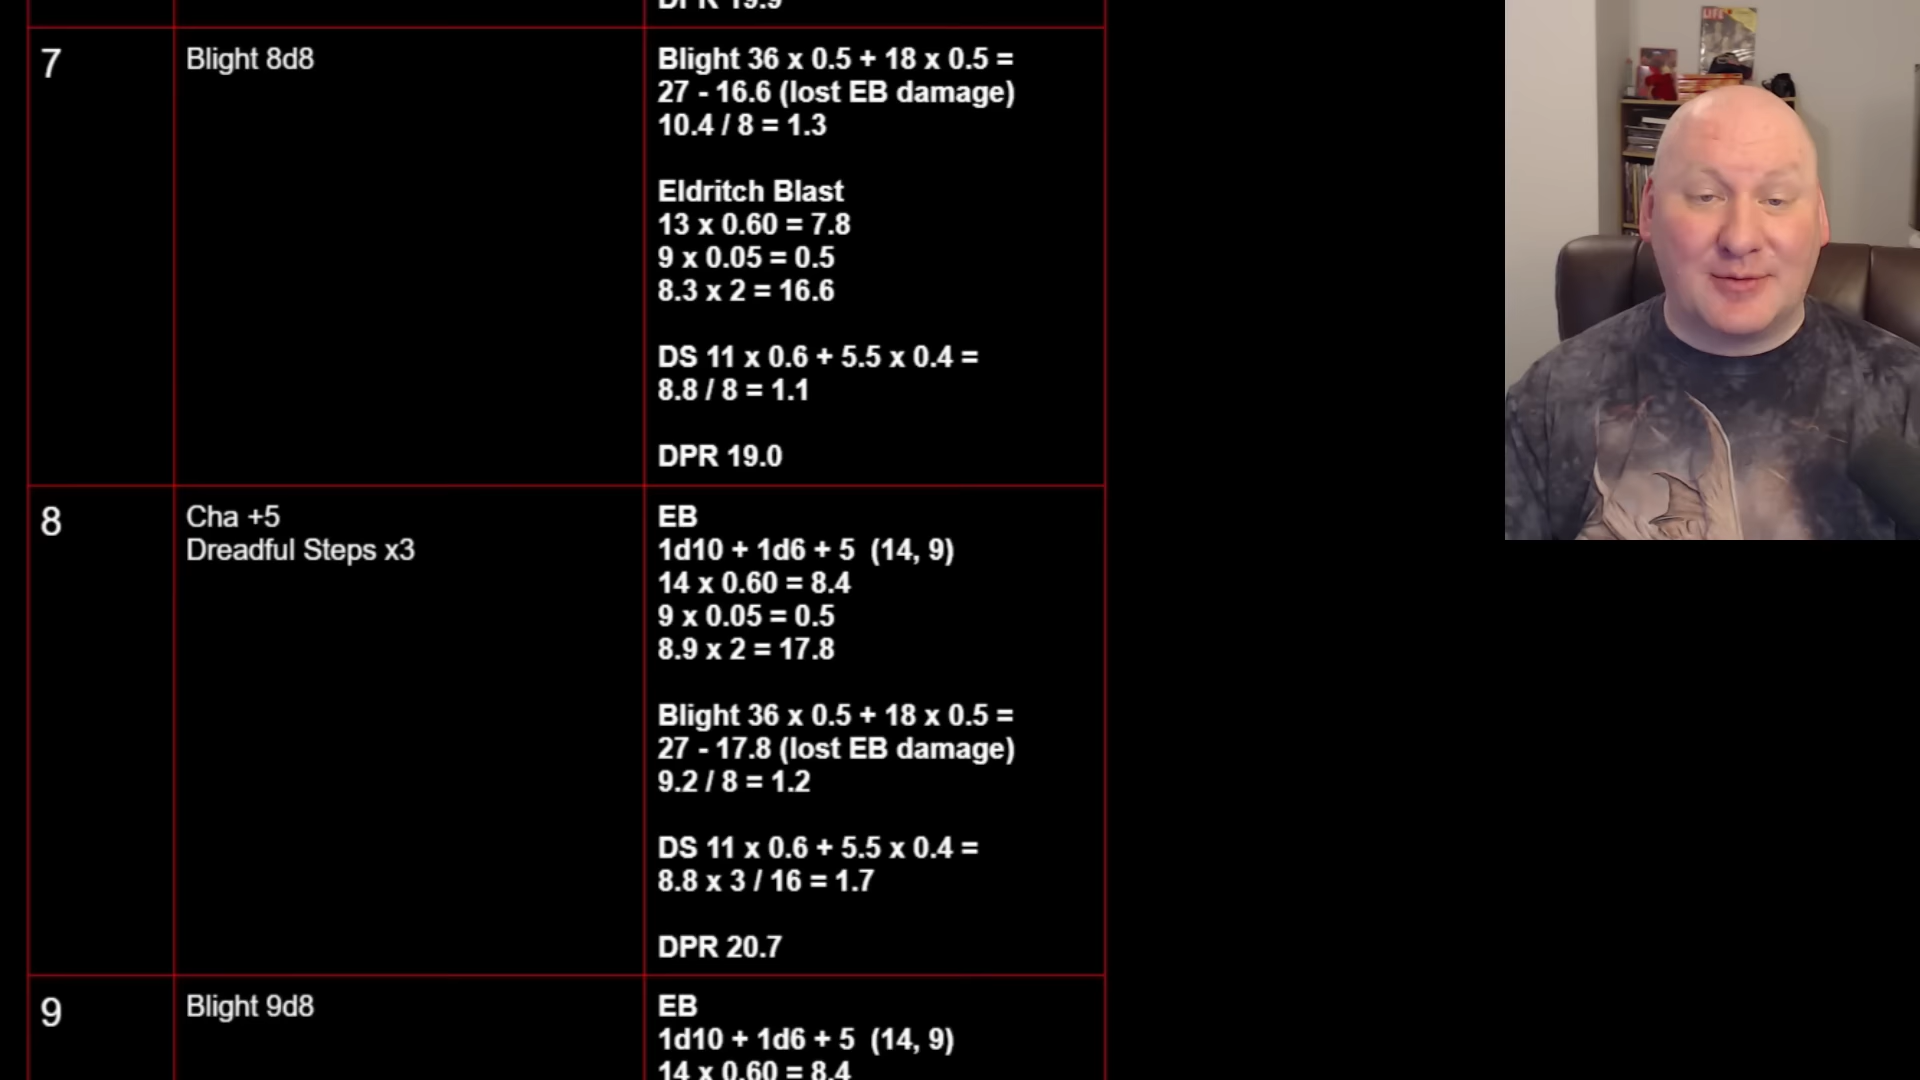 DPR 19.9
7
Blight 8d8
Blight 36 x 0.5 + 18 x 0.5 =
27 - 16.6 (lost EB damage)
10.4 / 8 = 1.3
Eldritch Blast
13 x 0.60 = 7.8
9 x 0.05 = 0.5
8.3 x 2 = 16.6
DS 11 x 0.6 + 5.5 x 0.4 =
8.8 / 8 = 1.1
DPR 19.0
8
Cha +5
Dreadful Steps x3
EB
1d10 + 1d6 + 5 (14, 9)
14 x 0.60 = 8.4
9 x 0.05 = 0.5
8.9 x 2 = 17.8
Blight 36 x 0.5 + 18 x 0.5 =
27 - 17.8 (lost EB damage)
9.2 / 8 = 1.2
DS 11 x 0.6 + 5.5 x 0.4 =
8.8 x 3 / 16 = 1.7
DPR 20.7
9
Blight 9d8
EB
1d10 + 1d6 + 5 (14, 9)
14 x 0.60 = 8.4
LIFE